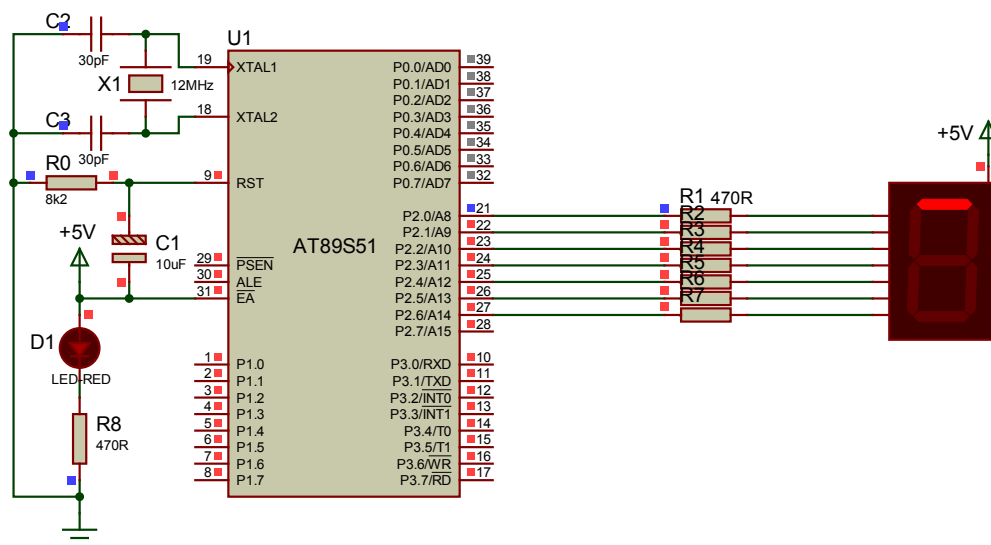 C2
30pF
X1
12MHz
C3
30pF
R0
8k2
+5V
C1
10uF
D1
LED-RED
R8
470R
U1
AT89S51
19 XTAL1
18 XTAL2
9 RST
29 PSEN
30 ALE
31 EA
1 P1.0
2 P1.1
3 P1.2
4 P1.3
5 P1.4
6 P1.5
7 P1.6
8 P1.7
P0.0/AD0 39
P0.1/AD1 38
P0.2/AD2 37
P0.3/AD3 36
P0.4/AD4 35
P0.5/AD5 34
P0.6/AD6 33
P0.7/AD7 32
P2.0/A8 21
P2.1/A9 22
P2.2/A10 23
P2.3/A11 24
P2.4/A12 25
P2.5/A13 26
P2.6/A14 27
P2.7/A15 28
P3.0/RXD 10
P3.1/TXD 11
P3.2/INT0 12
P3.3/INT1 13
P3.4/T0 14
P3.5/T1 15
P3.6/WR 16
P3.7/RD 17
R1 470R
R2
R3
R4
R5
R6
R7
+5V